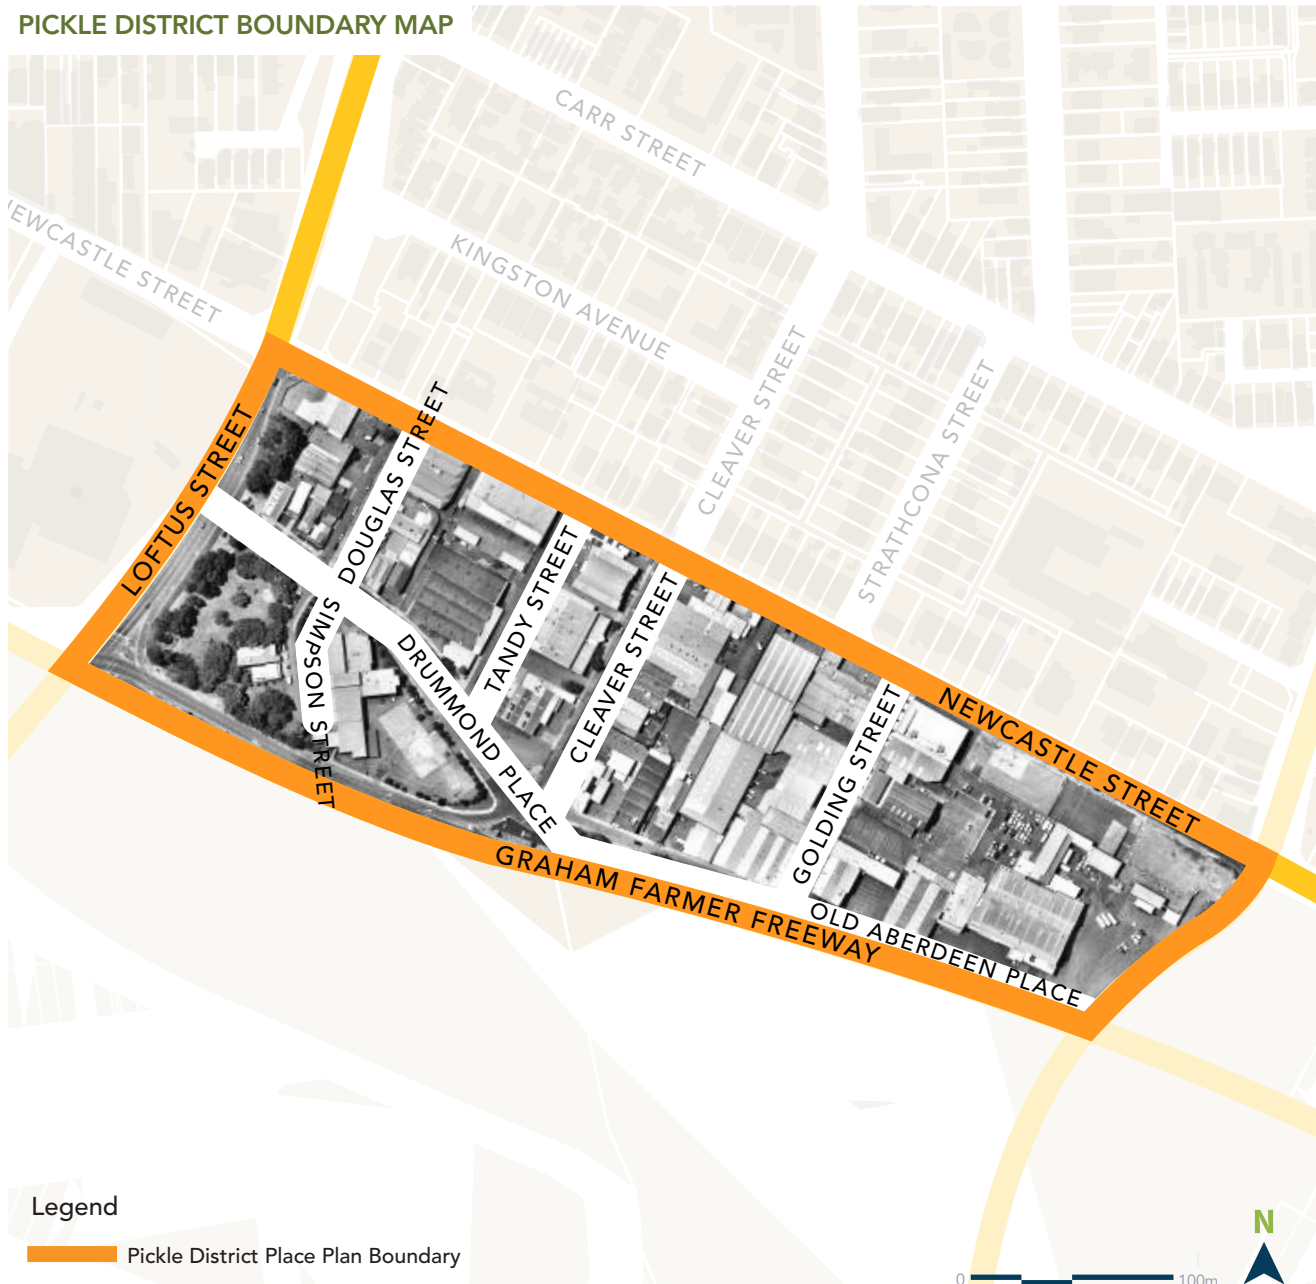 PICKLE DISTRICT BOUNDARY MAP
CARR STREET
NEWCASTLE STREET
KINGSTON AVENUE
CLEAVER STREET
STRATHCONA STREET
LOFTUS STREET
DOUGLAS STREET
SIMPSON STREET
DRUMMOND PLACE
TANDY STREET
CLEAVER STREET
GOLDING STREET
NEWCASTLE STREET
GRAHAM FARMER FREEWAY
OLD ABERDEEN PLACE
Legend
Pickle District Place Plan Boundary
N
0 100m